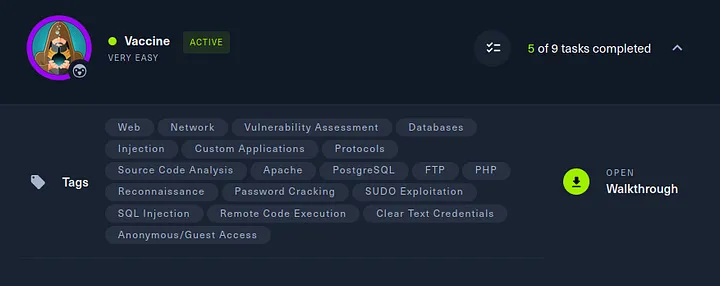 Vaccine ACTIVE
VERY EASY
5 of 9 tasks completed
Tags
Web Network Vulnerability Assessment Databases
Injection Custom Applications Protocols
Source Code Analysis Apache PostgreSQL FTP PHP
Reconnaissance Password Cracking SUDO Exploitation
SQL Injection Remote Code Execution Clear Text Credentials
Anonymous/Guest Access
OPEN
Walkthrough